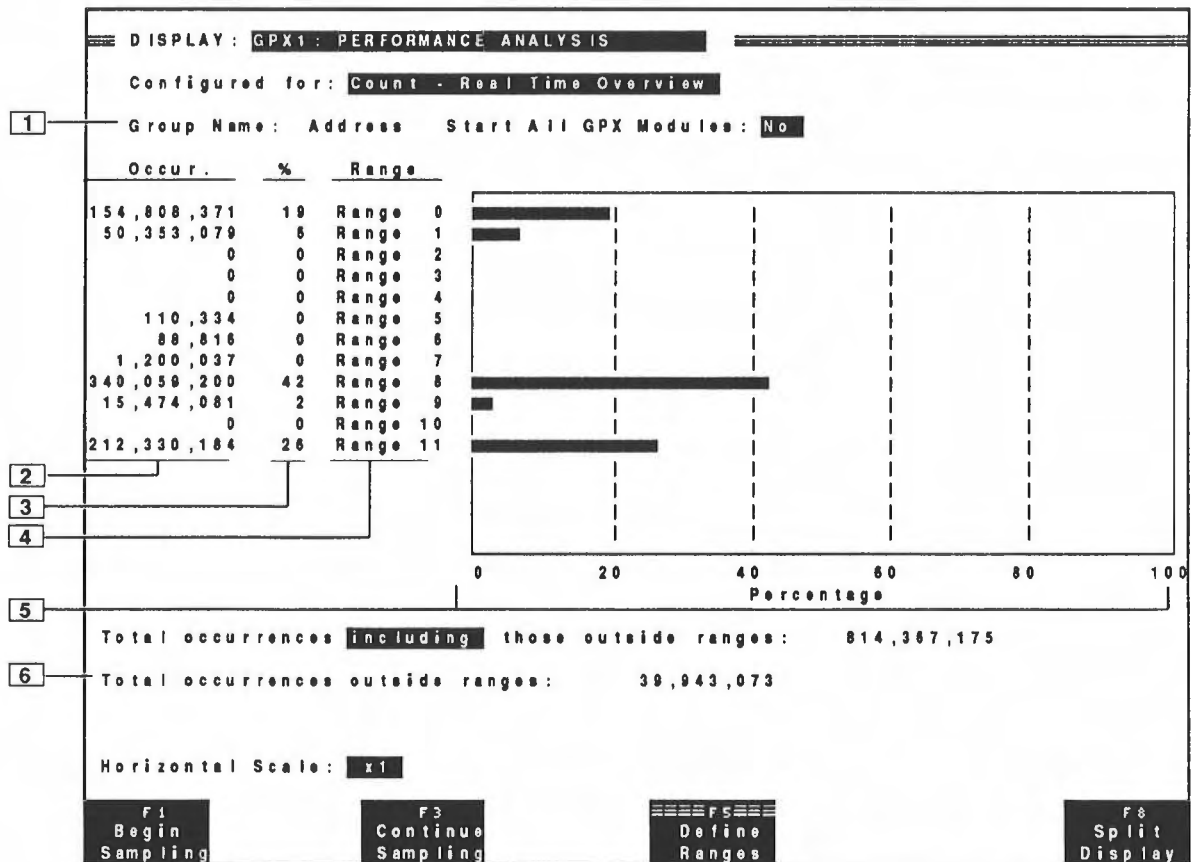 DISPLAY: GPX1: PERFORMANCE ANALYSIS
Configured for: Count - Real Time Overview
1 Group Name: Address Start All GPX Modules: No
Occur. % Range
154,808,371 19 Range 0
50,353,079 6 Range 1
0 0 Range 2
0 0 Range 3
0 0 Range 4
110,334 0 Range 5
88,816 0 Range 6
1,200,037 0 Range 7
340,059,200 42 Range 8
15,474,081 2 Range 9
0 0 Range 10
212,330,184 26 Range 11
2
3
4
0 20 40 60 80 100
Percentage
5
Total occurrences including those outside ranges: 814,367,175
6 Total occurrences outside ranges: 39,943,073
Horizontal Scale: x1
F1 F3 F5 F8
Begin Continue Define Split
Sampling Sampling Ranges Display